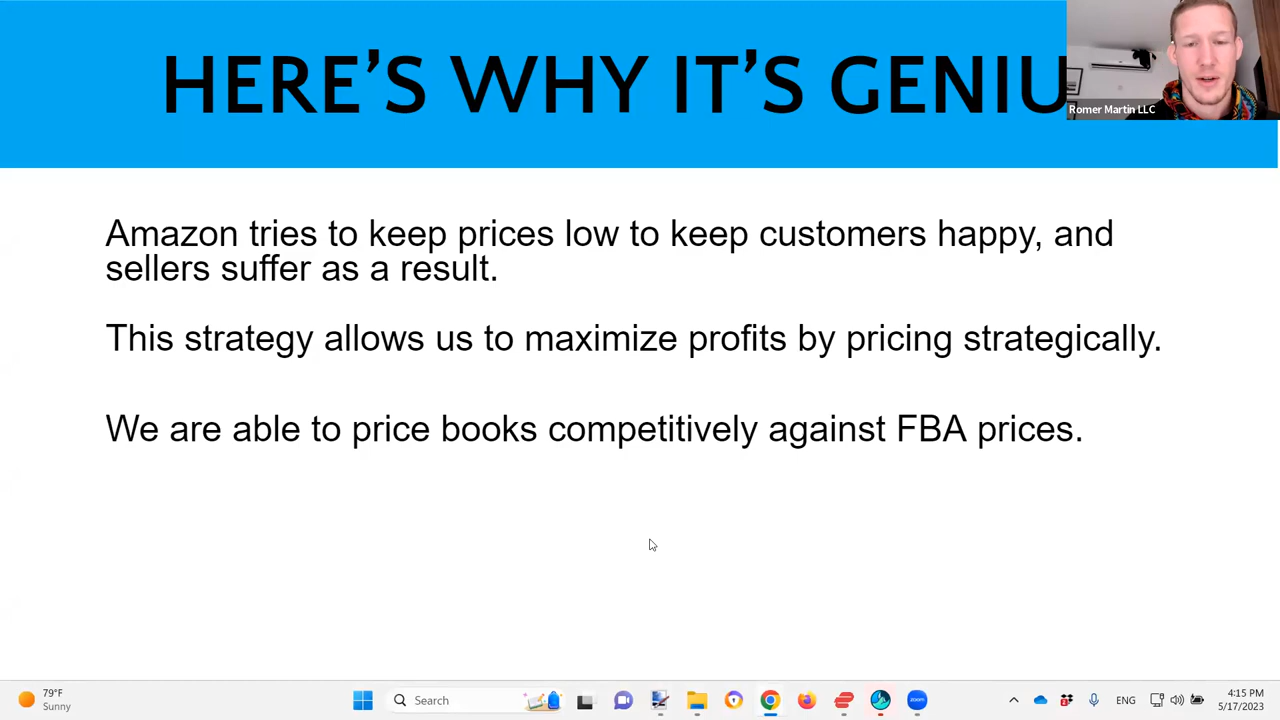 HERE'S WHY IT'S GENIU
Romer Martin LLC
Amazon tries to keep prices low to keep customers happy, and
sellers suffer as a result.
This strategy allows us to maximize profits by pricing strategically.
We are able to price books competitively against FBA prices.
79°F
Sunny
Search
zoom
ENG
4:15 PM
5/17/2023